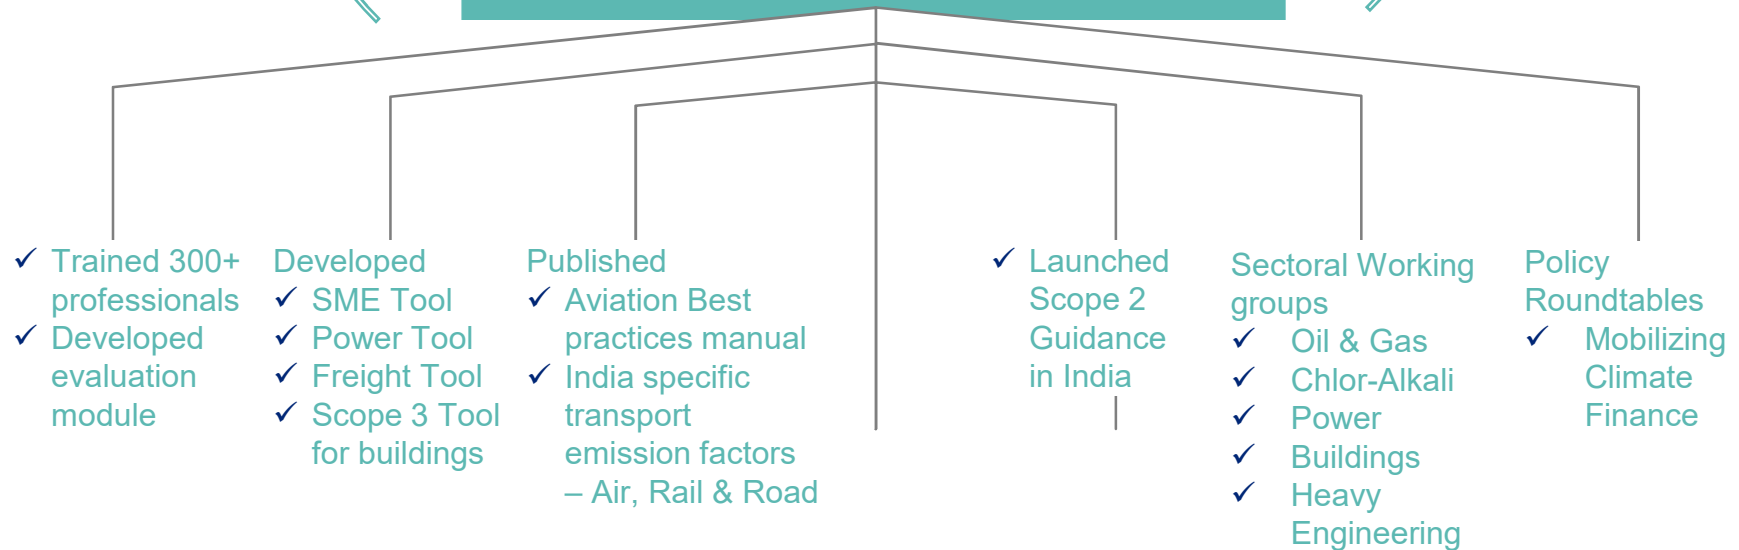 ✓ Trained 300+
professionals
✓ Developed
evaluation
module
Developed
✓ SME Tool
✓ Power Tool
✓ Freight Tool
✓ Scope 3 Tool
for buildings
Published
✓ Aviation Best
practices manual
✓ India specific
transport
emission factors
– Air, Rail & Road
✓ Launched
Scope 2
Guidance
in India
Sectoral Working
groups
✓ Oil & Gas
✓ Chlor-Alkali
✓ Power
✓ Buildings
✓ Heavy
Engineering
Policy
Roundtables
✓ Mobilizing
Climate
Finance